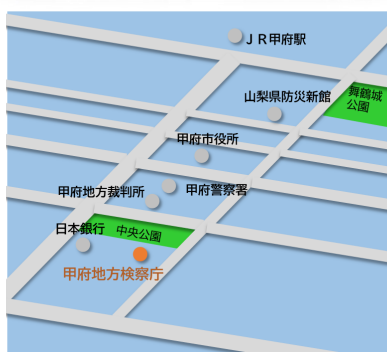 ＪＲ甲府駅
山梨県防災新館
舞鶴城
公園
甲府市役所
甲府地方裁判所
甲府警察署
日本銀行
中央公園
甲府地方検察庁